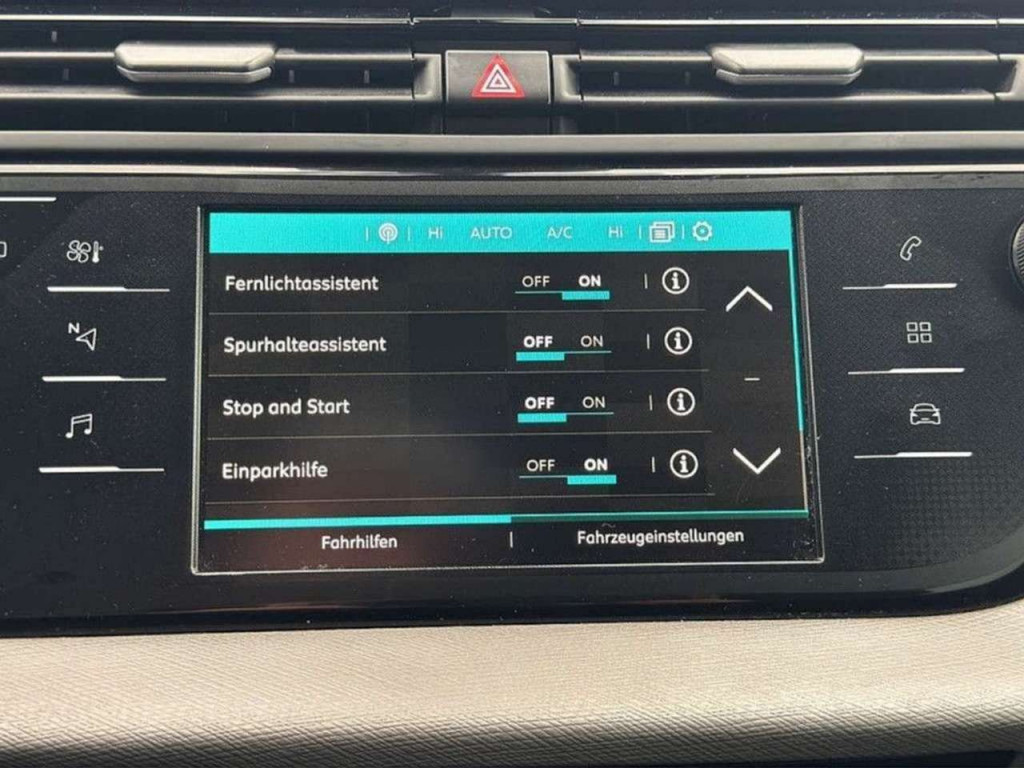 Hi AUTO A/C Hi
Fernlichtassistent OFF ON
N
Spurhalteassistent OFF ON
Stop and Start OFF ON
Einparkhilfe OFF ON
Fahrhilfen Fahrzeugeinstellungen